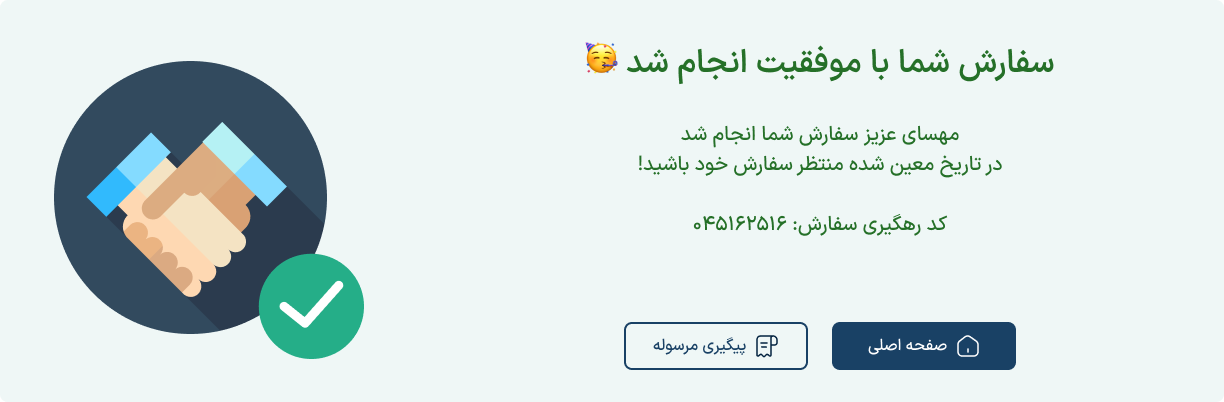 سفارش شما با موفقیت انجام شد 🥳
مهسای عزیز سفارش شما انجام شد
در تاریخ معین شده منتظر سفارش خود باشید!
کد رهگیری سفارش: ۰۴۵۱۶۲۵۱۶
صفحه اصلی
پیگیری مرسوله